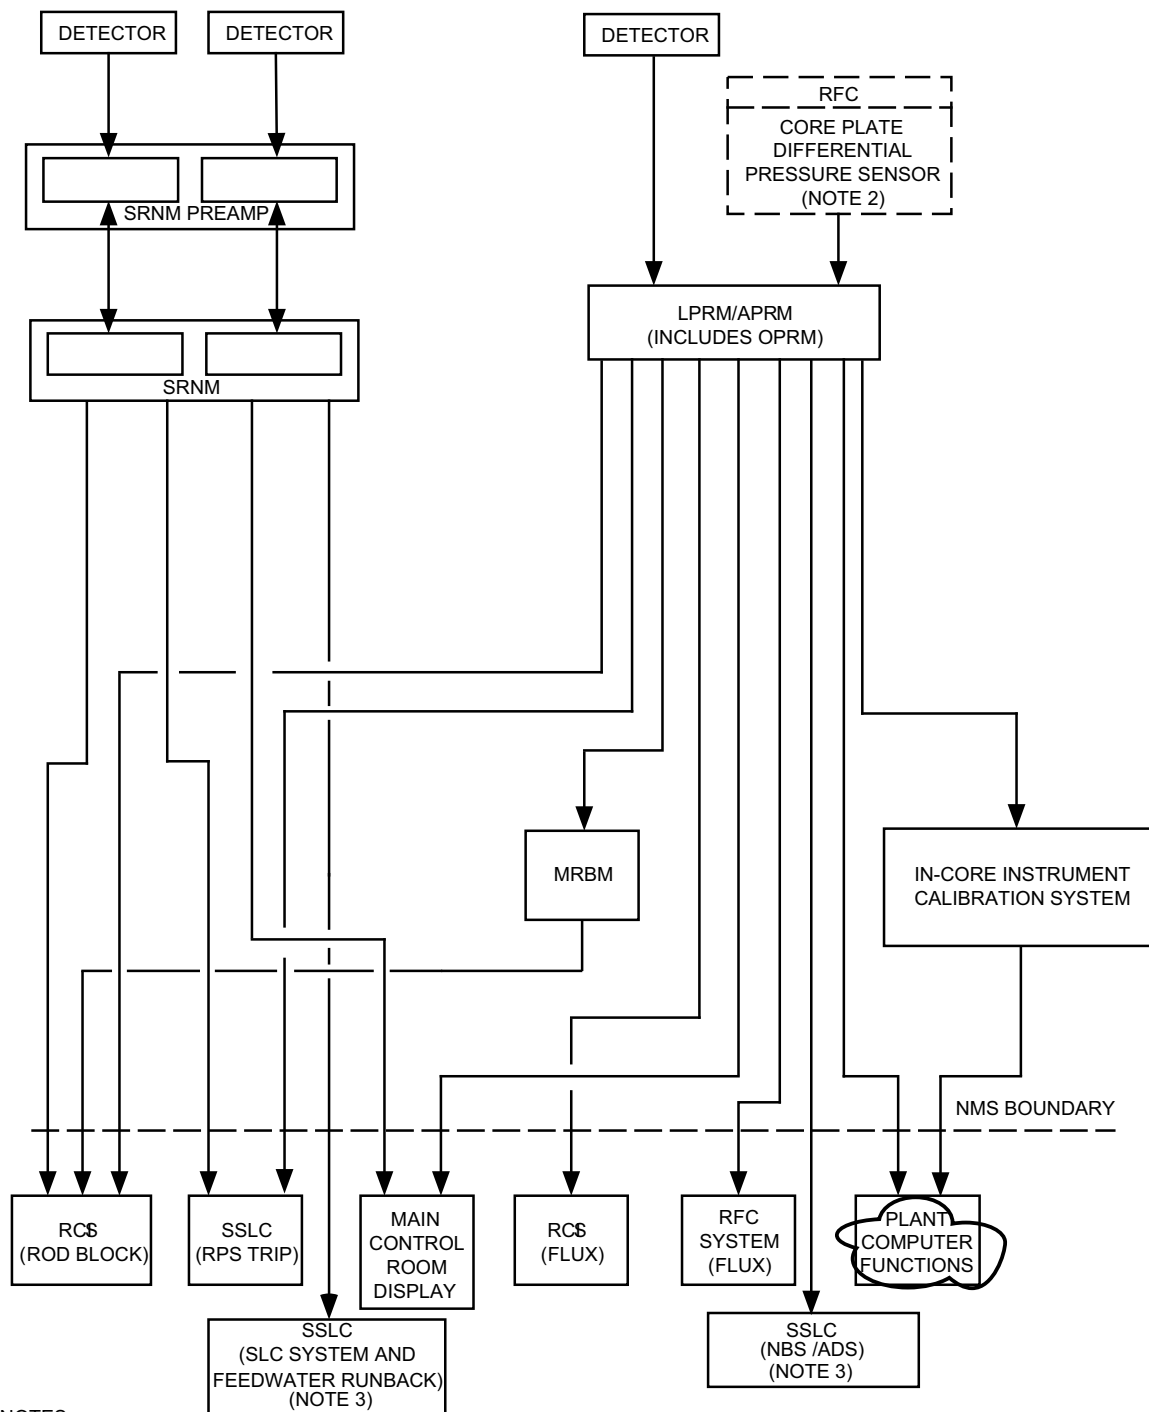 DETECTOR
DETECTOR
DETECTOR
RFC
CORE PLATE
DIFFERENTIAL
PRESSURE SENSOR
(NOTE 2)
SRNM PREAMP
LPRM/APRM
(INCLUDES OPRM)
SRNM
MRBM
IN-CORE INSTRUMENT
CALIBRATION SYSTEM
NMS BOUNDARY
RCIS
(ROD BLOCK)
SSLC
(RPS TRIP)
MAIN
CONTROL
ROOM
DISPLAY
RCIS
(FLUX)
RFC
SYSTEM
(FLUX)
PLANT
COMPUTER
FUNCTIONS
SSLC
(SLC SYSTEM AND
FEEDWATER RUNBACK)
(NOTE 3)
SSLC
(NBS /ADS)
(NOTE 3)